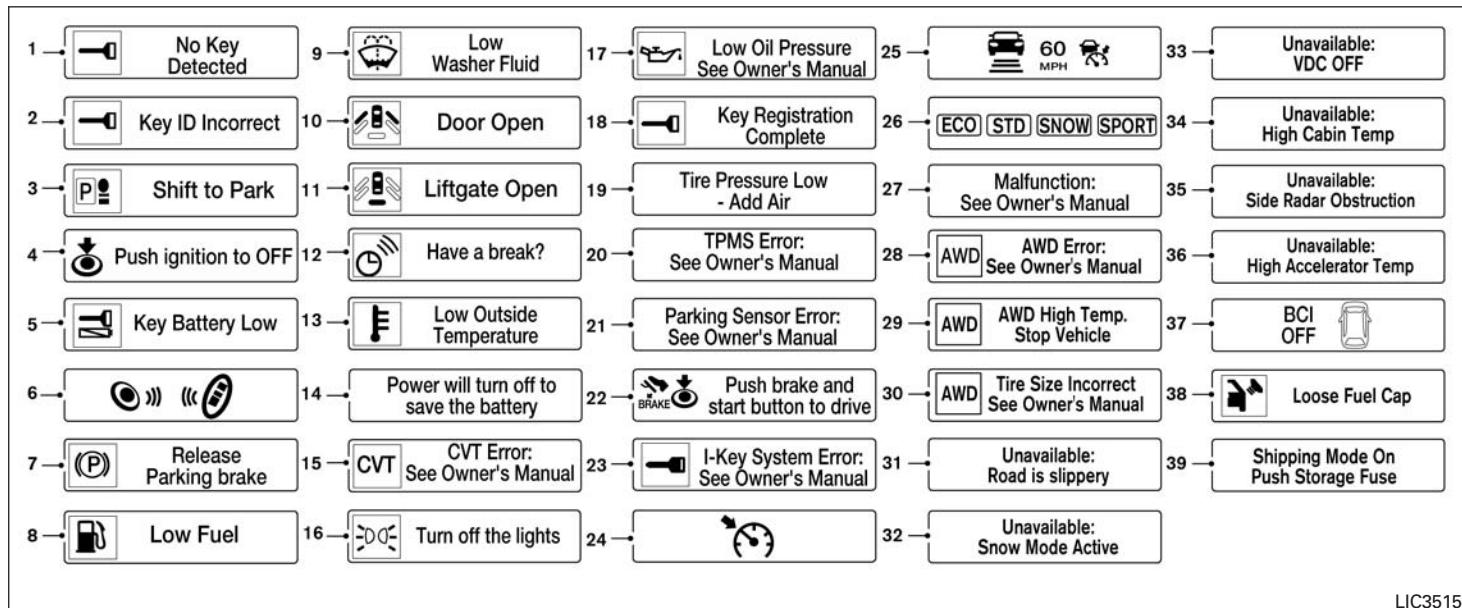 1
No Key
Detected
2
Key ID Incorrect
3
P
Shift to Park
4
Push ignition to OFF
5
Key Battery Low
6
7
(P)
Release
Parking brake
8
Low Fuel
9
Low
Washer Fluid
10
Door Open
11
Liftgate Open
12
Have a break?
13
Low Outside
Temperature
14
Power will turn off to
save the battery
15
CVT
CVT Error:
See Owner's Manual
16
Turn off the lights
17
Low Oil Pressure
See Owner's Manual
18
Key Registration
Complete
19
Tire Pressure Low
- Add Air
20
TPMS Error:
See Owner's Manual
21
Parking Sensor Error:
See Owner's Manual
22
BRAKE
Push brake and
start button to drive
23
I-Key System Error:
See Owner's Manual
24
25
60
MPH
26
ECO STD SNOW SPORT
27
Malfunction:
See Owner's Manual
28
AWD
AWD Error:
See Owner's Manual
29
AWD
AWD High Temp.
Stop Vehicle
30
AWD
Tire Size Incorrect
See Owner's Manual
31
Unavailable:
Road is slippery
32
Unavailable:
Snow Mode Active
33
Unavailable:
VDC OFF
34
Unavailable:
High Cabin Temp
35
Unavailable:
Side Radar Obstruction
36
Unavailable:
High Accelerator Temp
37
BCI
OFF
38
Loose Fuel Cap
39
Shipping Mode On
Push Storage Fuse
LIC3515